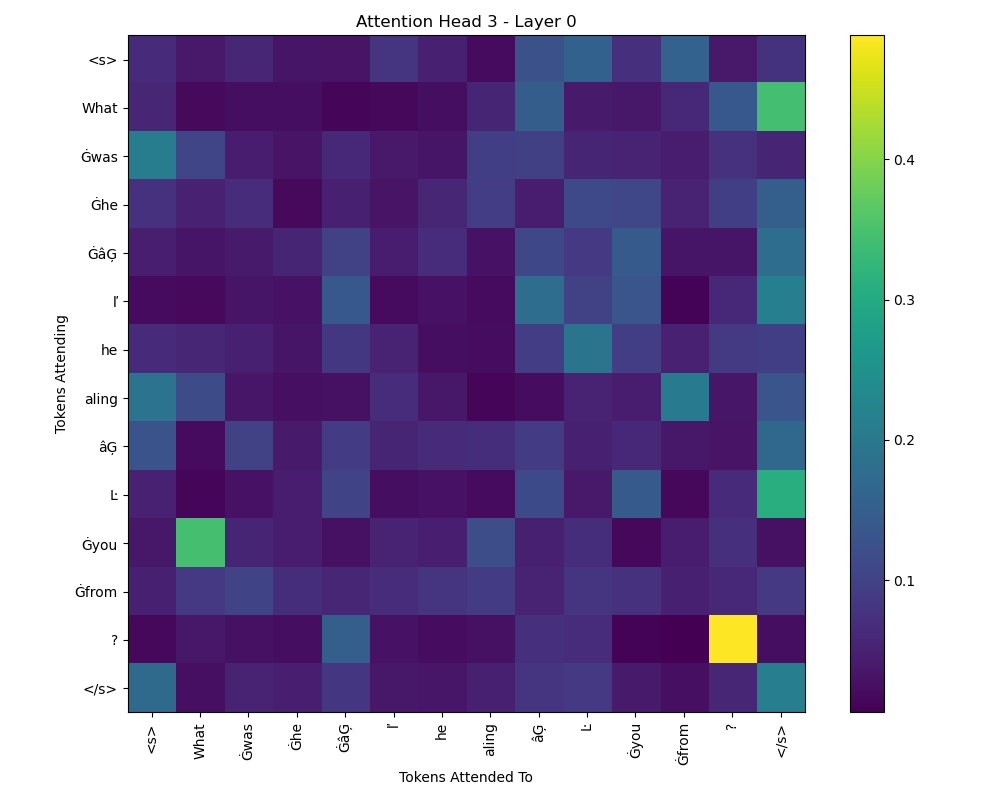 Attention Head 3 - Layer 0
Tokens Attending
<s>
What
Ġwas
Ġhe
ĠâĢ
ľ
he
aling
âĢ
Ŀ
Ġyou
Ġfrom
?
</s>
<s>
What
Ġwas
Ġhe
ĠâĢ
ľ
he
aling
âĢ
Ŀ
Ġyou
Ġfrom
?
</s>
Tokens Attended To
0.4
0.3
0.2
0.1